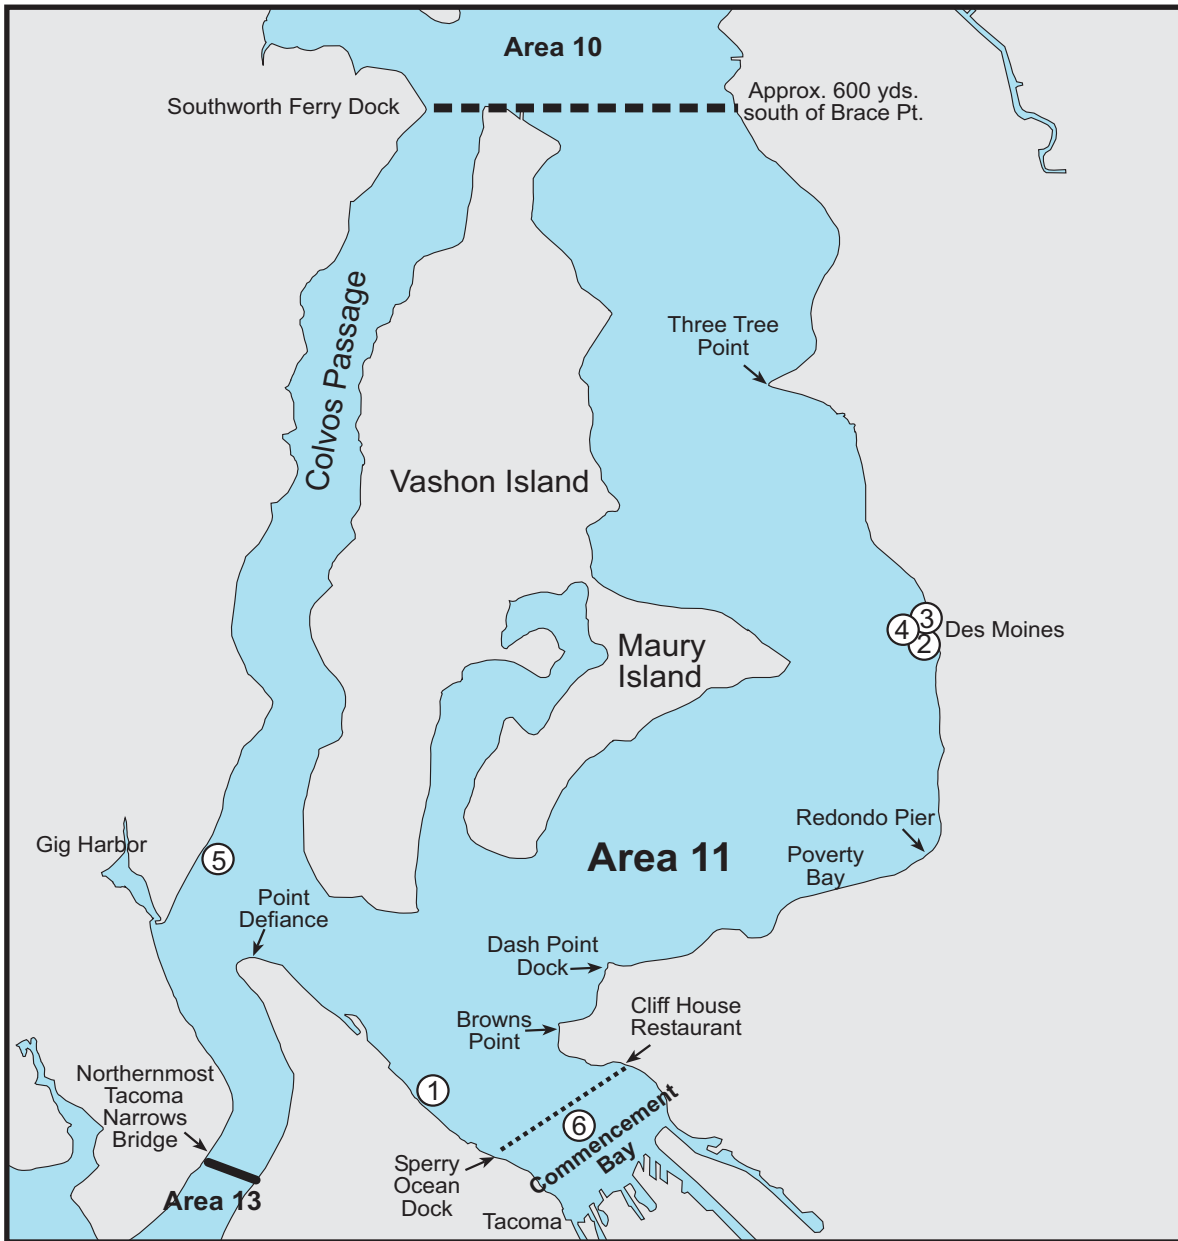 Area 10
Southworth Ferry Dock
Approx. 600 yds.
south of Brace Pt.
Colvos Passage
Three Tree
Point
Vashon Island
3
4
2
Des Moines
Maury
Island
Redondo Pier
Gig Harbor
5
Area 11
Poverty
Bay
Point
Defiance
Dash Point
Dock
Cliff House
Restaurant
Browns
Point
Northernmost
Tacoma
Narrows
Bridge
1
6
Commencement
Bay
Sperry
Ocean
Dock
Area 13
Tacoma